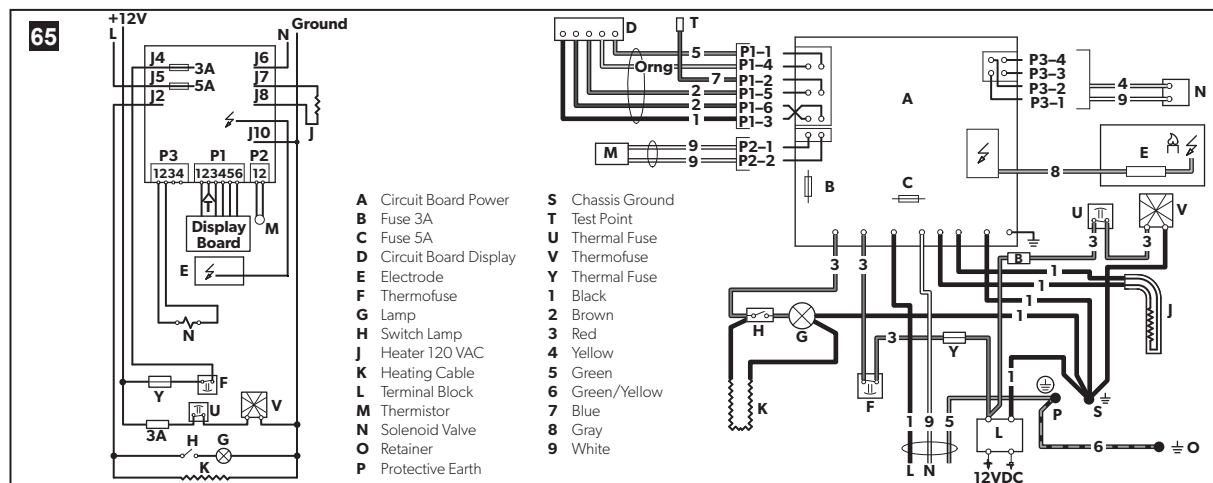 65
+12V
L
N
Ground
J4
3A
J6
J5
5A
J7
J2
J8
J
J10
P3
P1
P2
1234
123456
12
T
M
Display
Board
E
N
Y
F
U
V
3A
H
G
K
A Circuit Board Power
B Fuse 3A
C Fuse 5A
D Circuit Board Display
E Electrode
F Thermofuse
G Lamp
H Switch Lamp
J Heater 120 VAC
K Heating Cable
L Terminal Block
M Thermistor
N Solenoid Valve
O Retainer
P Protective Earth
S Chassis Ground
T Test Point
U Thermal Fuse
V Thermofuse
Y Thermal Fuse
1 Black
2 Brown
3 Red
4 Yellow
5 Green
6 Green/Yellow
7 Blue
8 Gray
9 White
D
T
5
Orng
7
2
2
1
P1–1
P1–4
P1–2
P1–5
P1–6
P1–3
M
9
9
P2–1
P2–2
A
B
C
P3–4
P3–3
P3–2
P3–1
4
9
N
E
8
U
V
3
3
B
3
3
1
1
1
1
J
H
G
K
F
3
Y
1
1
9
5
L N
L
12VDC
+
-
P
S
6
O